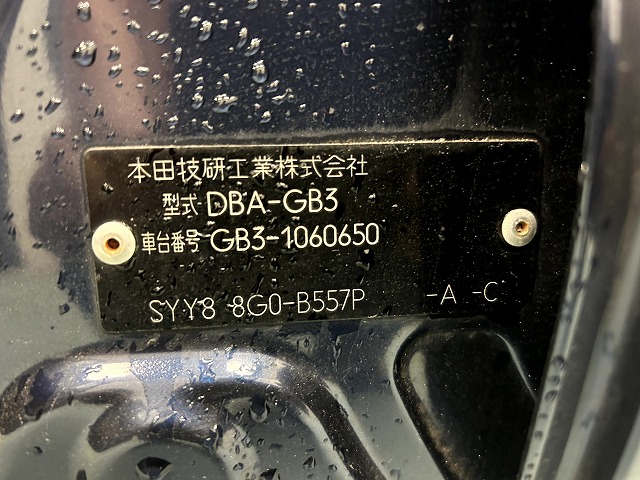 本田技研工業株式会社
型式 DBA-GB3
車台番号 GB3-1060650
SYY8 8G0-B557P -A -C